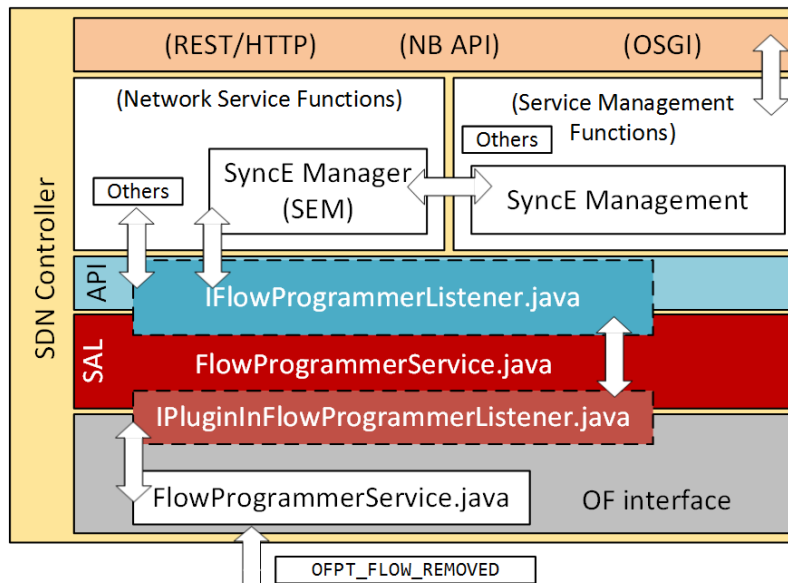 (REST/HTTP) (NB API) (OSGI)
(Network Service Functions)
(Service Management
Functions)
Others
SyncE Manager
(SEM)
Others
SyncE Management
SDN Controller
API
IFlowProgrammerListener.java
SAL
FlowProgrammerService.java
IPluginInFlowProgrammerListener.java
FlowProgrammerService.java
OF interface
OFPT_FLOW_REMOVED